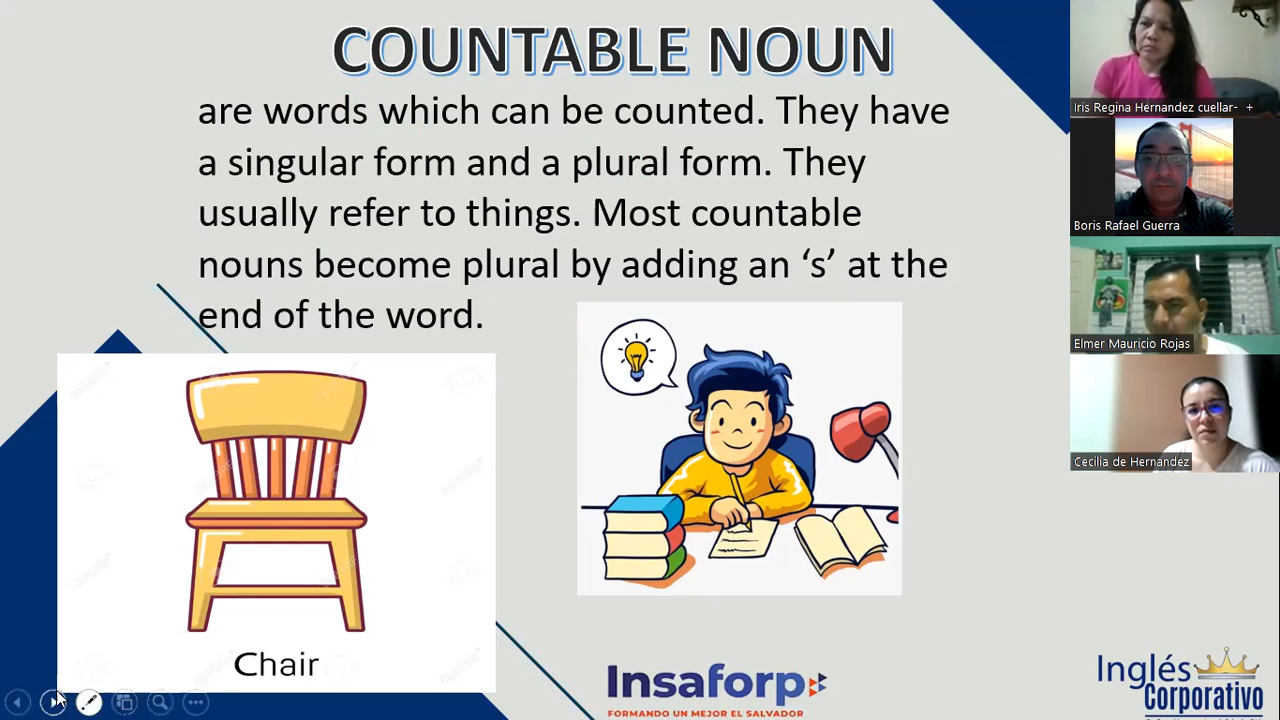 COUNTABLE NOUN
are words which can be counted. They have
a singular form and a plural form. They
usually refer to things. Most countable
nouns become plural by adding an ‘s’ at the
end of the word.
Chair
Insaforp
FORMANDO UN MEJOR EL SALVADOR
Inglés
Corporativo
Iris Regina Hernandez cuellar- +
Boris Rafael Guerra
Elmer Mauricio Rojas
Cecilia de Hernandez